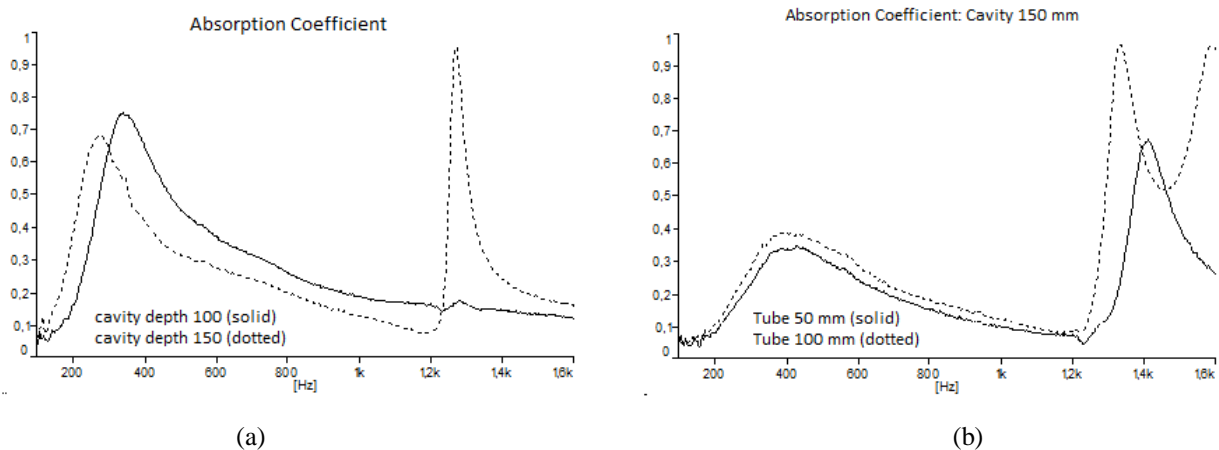 Absorption Coefficient
1
0,9
0,8
0,7
0,6
0,5
0,4
0,3
0,2
0,1
0
cavity depth 100 (solid)
cavity depth 150 (dotted)
200 400 600 800 1k 1,2k 1,4k 1,6k
[Hz]
(a)
Absorption Coefficient: Cavity 150 mm
1
0,9
0,8
0,7
0,6
0,5
0,4
0,3
0,2
0,1
0
Tube 50 mm (solid)
Tube 100 mm (dotted)
200 400 600 800 1k 1,2k 1,4k 1,6k
[Hz]
(b)